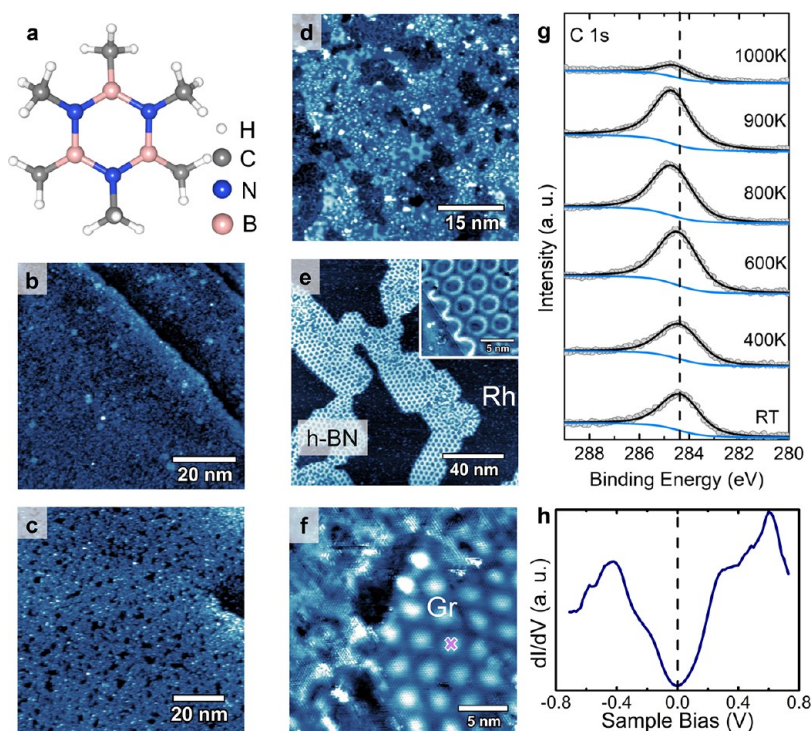 a
H
C
N
B
b
20 nm
c
20 nm
d
15 nm
e
5 nm
Rh
h-BN
40 nm
f
Gr
5 nm
g
C 1s
1000K
900K
800K
600K
400K
RT
Intensity (a. u.)
288 286 284 282 280
Binding Energy (eV)
h
dI/dV (a. u.)
-0.8 -0.4 0.0 0.4 0.8
Sample Bias (V)